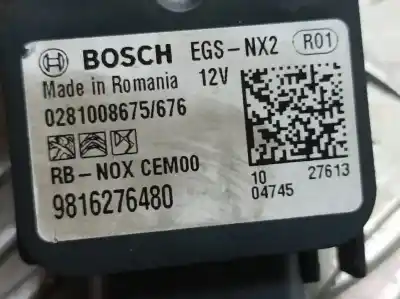 BOSCH EGS-NX2 R01
Made in Romania 12V
0281008675/676
RB-NOX CEM00
9816276480
10 27613
04745